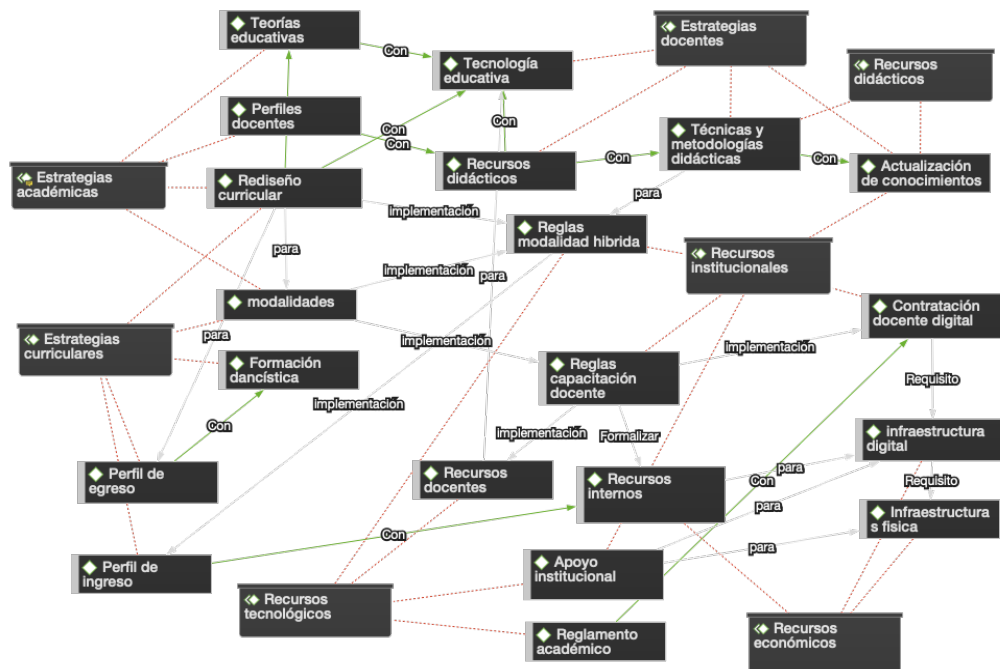 Teorías
educativas
Con
Tecnología
educativa
Estrategias
docentes
Recursos
didácticos
Perfiles
docentes
Con
Con
Con
Recursos
didácticos
Con
Técnicas y
metodologías
didácticas
Con
Actualización
de conocimientos
Estrategias
académicas
Rediseño
curricular
para
Implementación
Reglas
modalidad hibrida
para
Implementación
para
Recursos
institucionales
modalidades
Contratación
docente digital
Estrategias
curriculares
para
Implementación
Implementación
Formación
dancística
Reglas
capacitación
docente
Requisito
Implementación
Con
Implementación
Formalizar
infraestructura
digital
Perfil de
egreso
Recursos
docentes
Recursos
internos
para
Con
Requisito
para
Infraestructura
s fisica
Con
Perfil de
ingreso
Apoyo
institucional
para
Recursos
tecnológicos
Reglamento
académico
Recursos
económicos